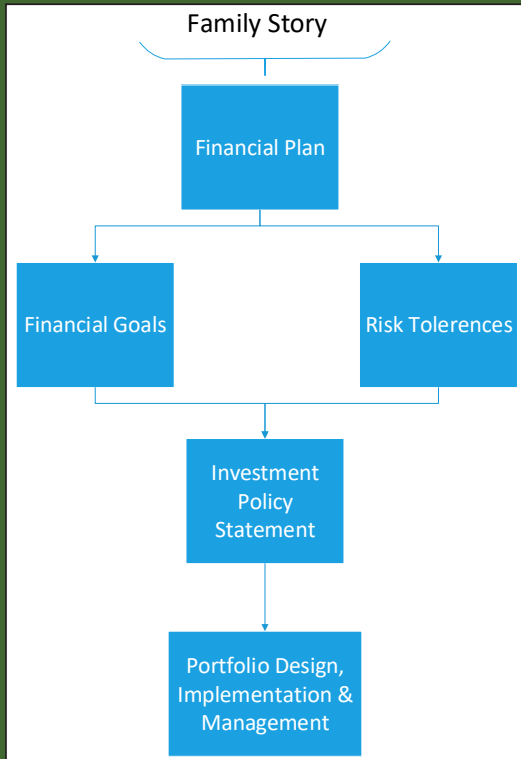 Family Story
Financial Plan
Financial Goals
Risk Tolerences
Investment
Policy
Statement
Portfolio Design,
Implementation &
Management